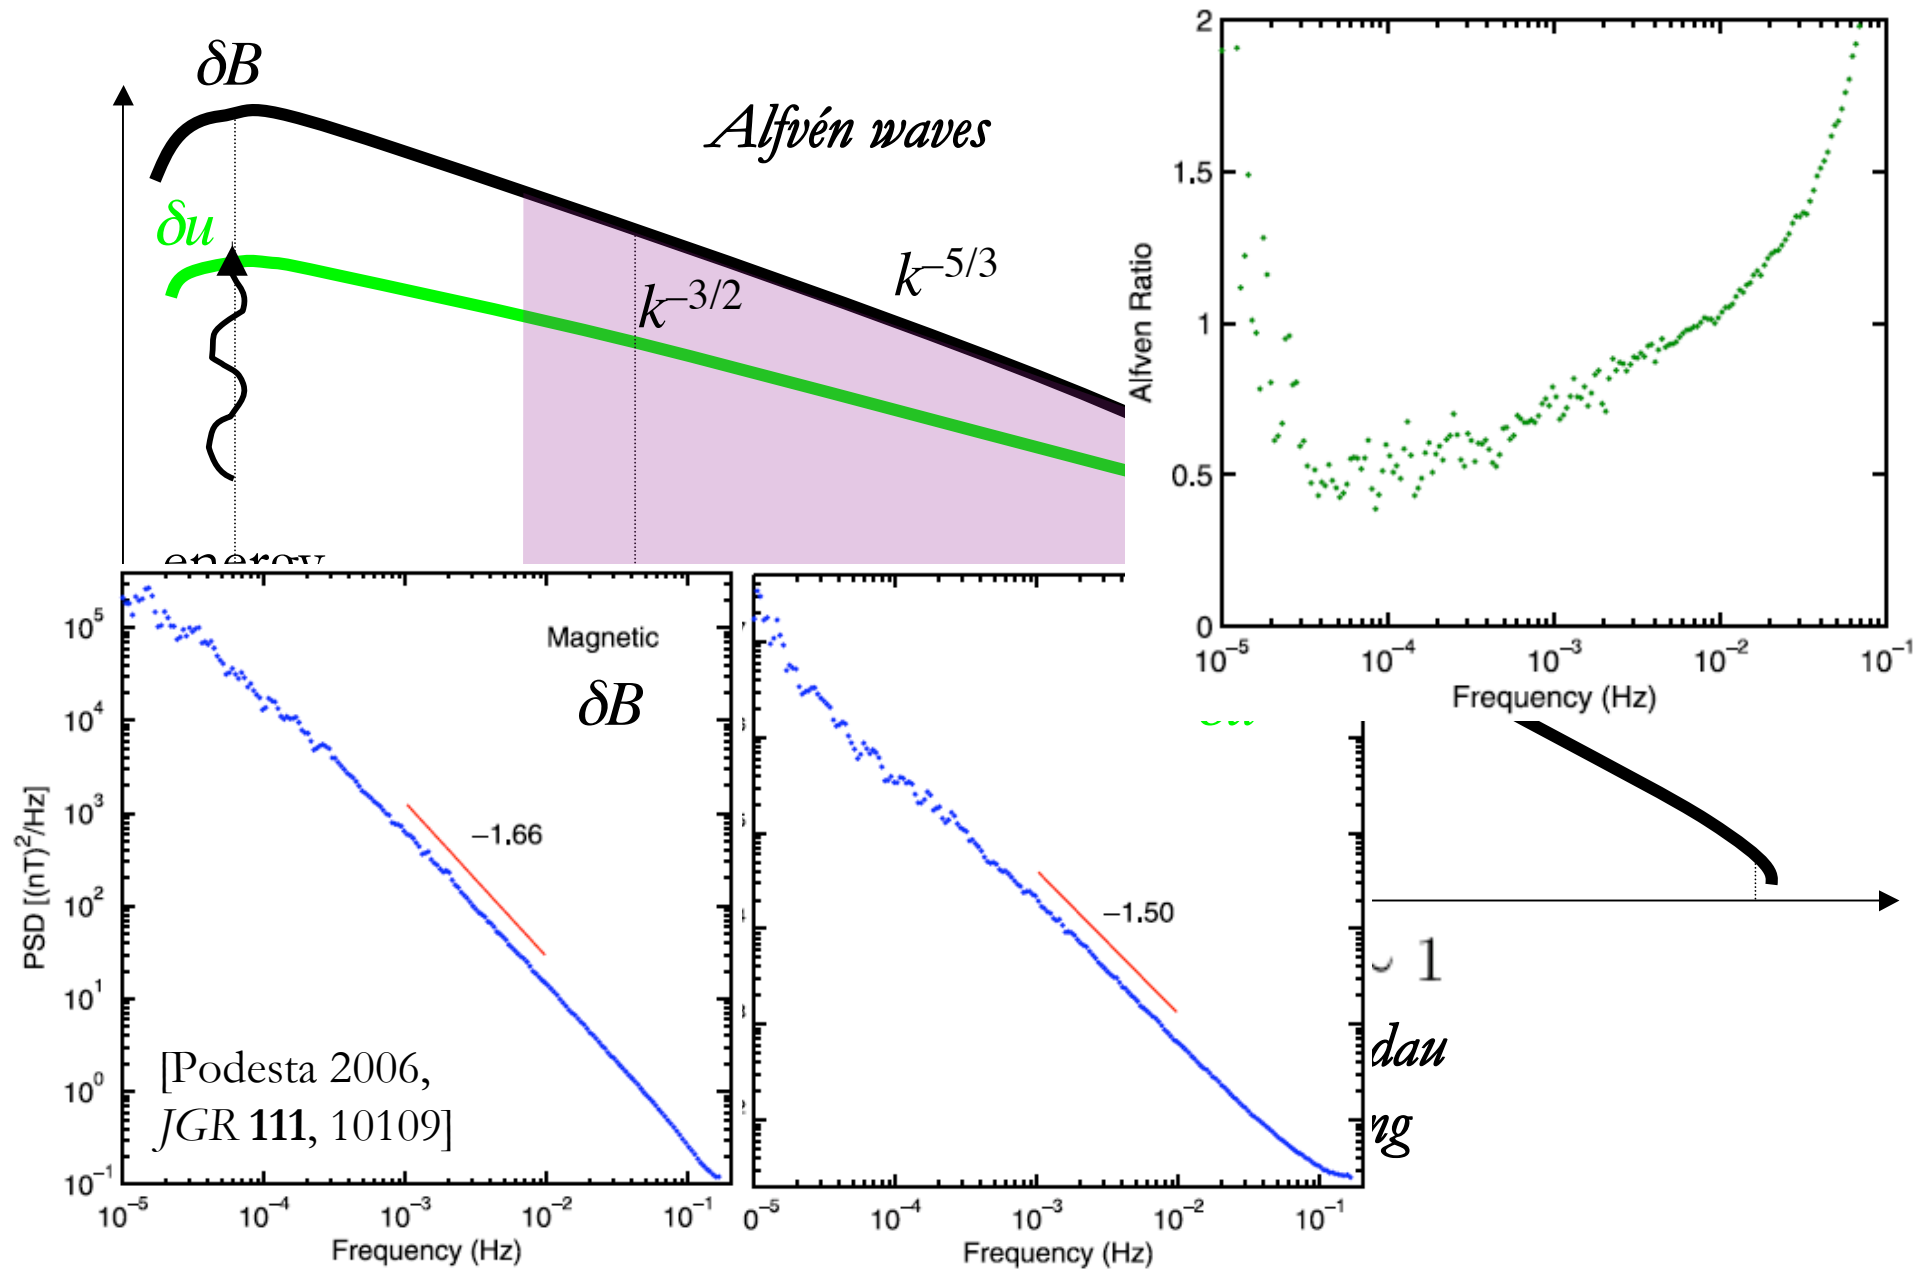 δB
Alfvén waves
δu
k^{−5/3}
k^{−3/2}
energy
2
1.5
1
0.5
0
Alfven Ratio
10^{−5}
10^{−4}
10^{−3}
10^{−2}
10^{−1}
Frequency (Hz)
Magnetic
δB
10^5
10^4
10^3
10^2
10^1
10^0
10^{−1}
PSD [(nT)^2/Hz]
−1.66
[Podesta 2006,
JGR 111, 10109]
10^{−5}
10^{−4}
10^{−3}
10^{−2}
10^{−1}
Frequency (Hz)
−1.50
0^{−5}
10^{−4}
10^{−3}
10^{−2}
10^{−1}
Frequency (Hz)
1
dau
ng